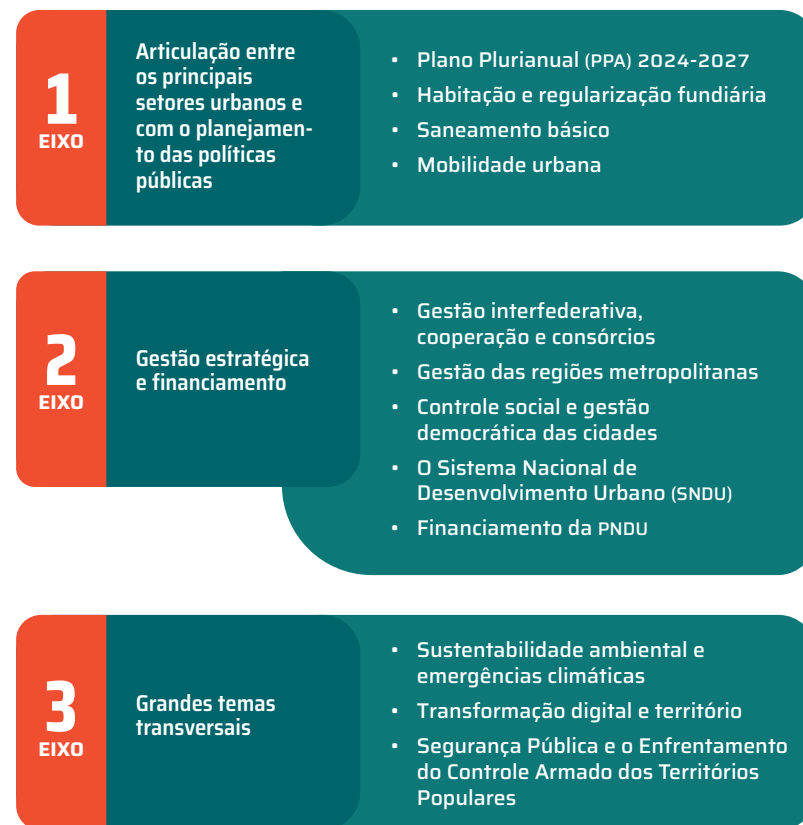 1
EIXO
Articulação entre
os principais
setores urbanos e
com o planejamen-
to das políticas
públicas
• Plano Plurianual (PPA) 2024-2027
• Habitação e regularização fundiária
• Saneamento básico
• Mobilidade urbana
2
EIXO
Gestão estratégica
e financiamento
• Gestão interfederativa,
cooperação e consórcios
• Gestão das regiões metropolitanas
• Controle social e gestão
democrática das cidades
• O Sistema Nacional de
Desenvolvimento Urbano (SNDU)
• Financiamento da PNDU
3
EIXO
Grandes temas
transversais
• Sustentabilidade ambiental e
emergências climáticas
• Transformação digital e território
• Segurança Pública e o Enfrentamento
do Controle Armado dos Territórios
Populares